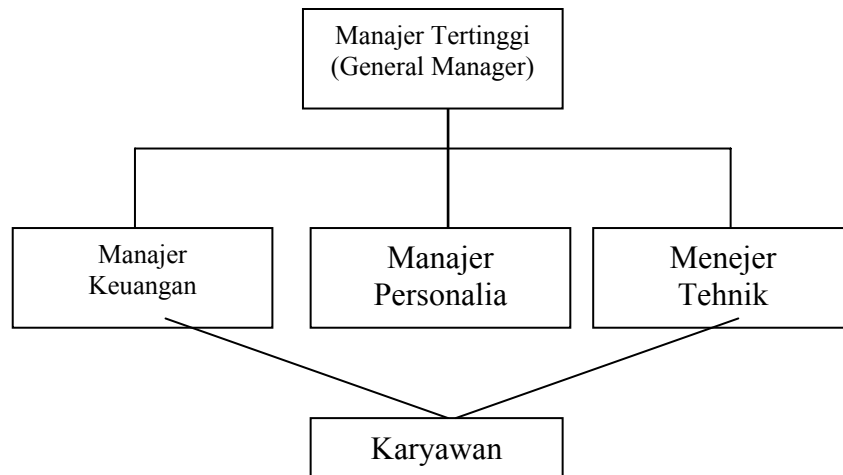 Manajer Tertinggi
(General Manager)
Manajer
Keuangan
Manajer
Personalia
Menejer
Tehnik
Karyawan